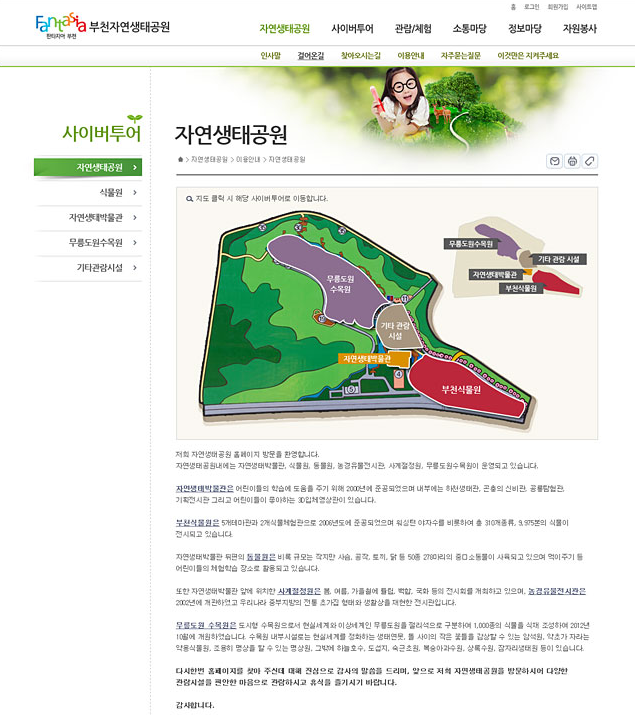 홈 로그인 회원가입 사이트맵
Fantasia 부천자연생태공원
판타지아 부천
자연생태공원 사이버투어 관람/체험 소통마당 정보마당 자원봉사
인사말 걸어온길 찾아오시는길 이용안내 자주묻는질문 이것만은 지켜주세요
사이버투어
자연생태공원
식물원
자연생태박물관
무릉도원수목원
기타관람시설
자연생태공원
자연생태공원 > 이용안내 > 자연생태공원
지도 클릭 시 해당 사이버투어로 이동합니다.
무릉도원
수목원
기타 관람
시설
자연생태박물관
부천식물원
무릉도원수목원
기타 관람 시설
자연생태박물관
부천식물원
저희 자연생태공원 홈페이지 방문을 환영합니다.
자연생태공원내에는 자연생태박물관, 식물원, 동물원, 농경유물전시관, 사계절정원, 무릉도원수목원이 운영되고 있습니다.
자연생태박물관은 어린이들의 학습에 도움을 주기 위해 2000년에 준공되었으며 내부에는 하천생태관, 곤충의 신비관, 공룡탐험관,
기획전시관 그리고 어린이들이 좋아하는 3D입체영상관이 있습니다.
부천식물원은 5개테마관과 2개식물체험관으로 2006년도에 준공되었으며 워싱턴 야자수를 비롯하여 총 310개종류, 9,975본의 식물이
전시되고 있습니다.
자연생태박물관 뒤편의 동물원은 비록 규모는 작지만 사슴, 공작, 토끼, 닭 등 50종 278마리의 중□소동물이 사육되고 있으며 먹이주기 등
어린이들의 체험학습 장소로 활용되고 있습니다.
또한 자연생태박물관 앞에 위치한 사계절정원은 봄, 여름, 가을철에 튤립, 백합, 국화 등의 전시회를 개최하고 있으며, 농경유물전시관은
2002년에 개관하였고 우리나라 중부지방의 전통 초가집 형태와 생활상을 재현한 전시관입니다.
무릉도원 수목원은 도시형 수목원으로서 현실세계와 이상세계인 무릉도원을 컬러색으로 구분하여 1,000종의 식물을 식재 조성하여 2012년
10월에 개원하였습니다. 수목원 내부시설로는 현실세계를 정화하는 생태연못, 돌 사이의 작은 꽃들을 감상할 수 있는 암석원, 약초가 자라는
약용식물원, 조용히 명상을 할 수 있는 명상원, 그밖에 하늘호수, 도섭지, 숙근초원, 복숭아과수원, 상록수원, 잠자리생태원 등이 있습니다.
다시한번 홈페이지를 찾아 주신데 대해 진심으로 감사의 말씀을 드리며, 앞으로 저희 자연생태공원을 방문하시어 다양한
관람시설을 편안한 마음으로 관람하시고 휴식을 즐기시기 바랍니다.
감사합니다.